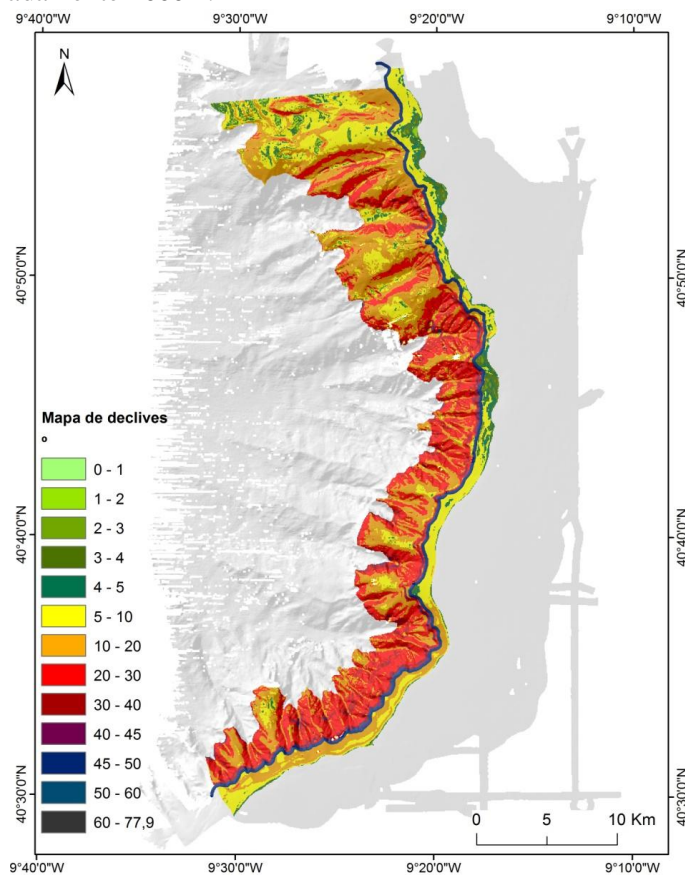 9°40'0"W 9°30'0"W 9°20'0"W 9°10'0"W
N
40°50'0"N 40°50'0"N
Mapa de declives
º
0 - 1
1 - 2
2 - 3
3 - 4
4 - 5
5 - 10
10 - 20
20 - 30
30 - 40
40 - 45
45 - 50
50 - 60
60 - 77,9
40°40'0"N 40°40'0"N
40°30'0"N 40°30'0"N
0 5 10 Km
9°40'0"W 9°30'0"W 9°20'0"W 9°10'0"W